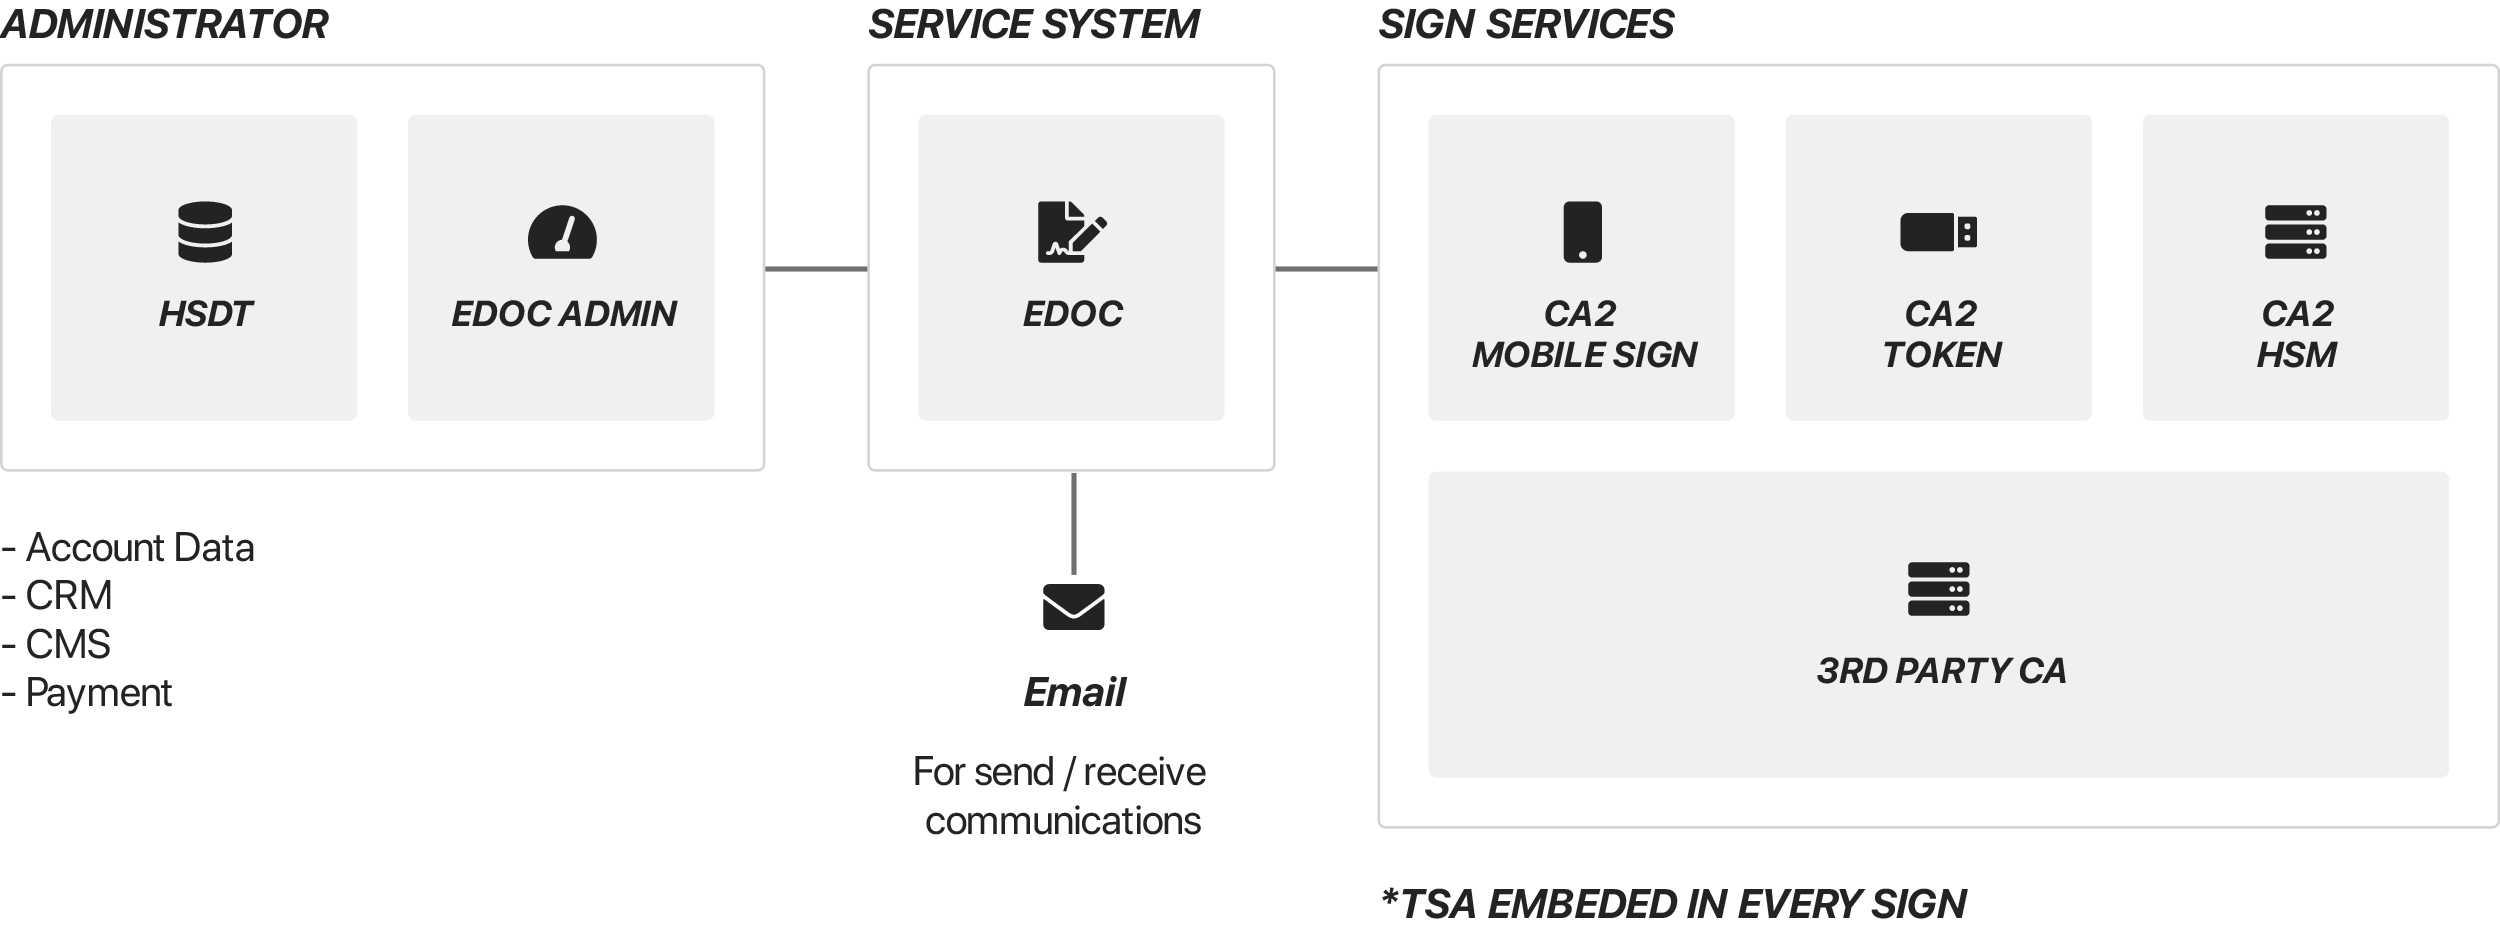 ADMINISTRATOR
HSDT
EDOC ADMIN
- Account Data
- CRM
- CMS
- Payment
SERVICE SYSTEM
EDOC
Email
For send / receive
communications
SIGN SERVICES
CA2
MOBILE SIGN
CA2
TOKEN
CA2
HSM
3RD PARTY CA
*TSA EMBEDED IN EVERY SIGN